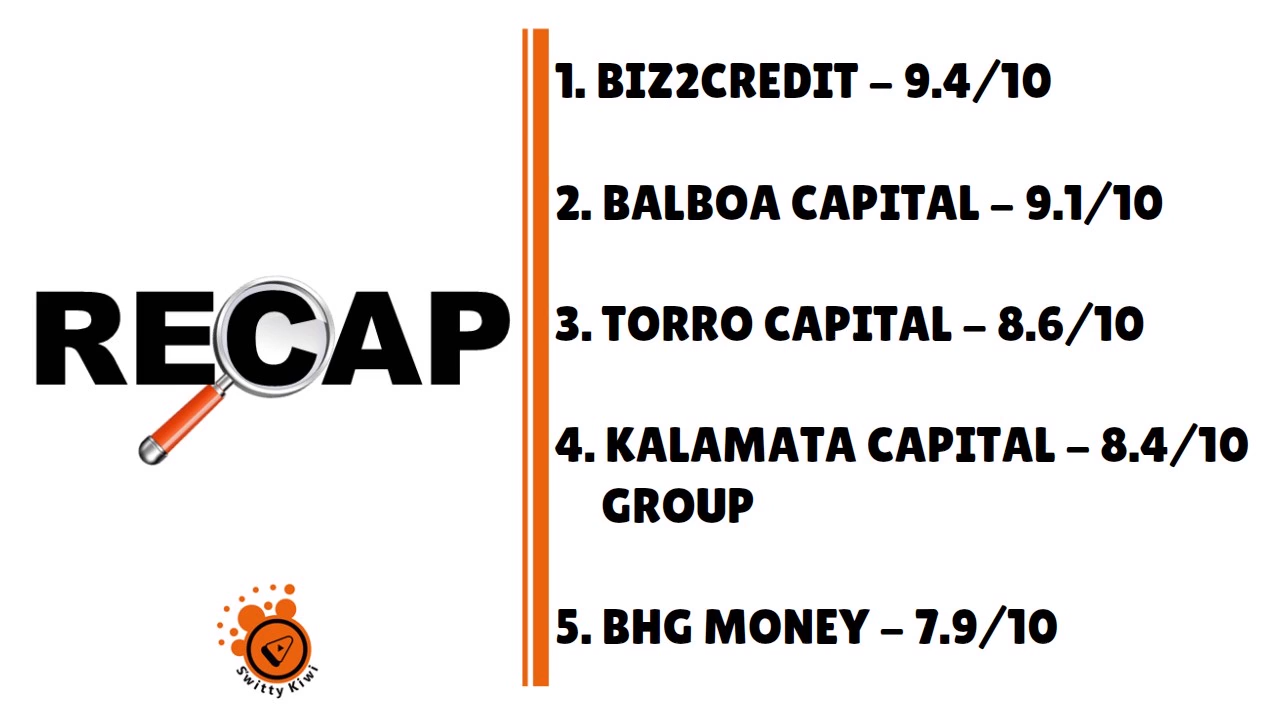 RECAP
Switty Kiwi
1. BIZ2CREDIT – 9.4/10
2. BALBOA CAPITAL – 9.1/10
3. TORRO CAPITAL – 8.6/10
4. KALAMATA CAPITAL – 8.4/10
GROUP
5. BHG MONEY – 7.9/10